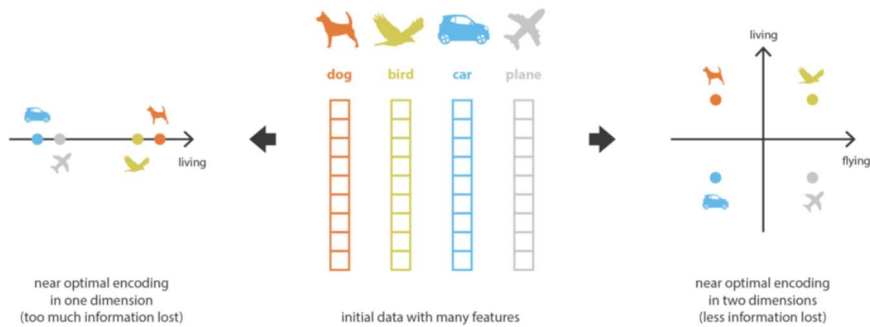 living
near optimal encoding
in one dimension
(too much information lost)
dog bird car plane
initial data with many features
living
flying
near optimal encoding
in two dimensions
(less information lost)